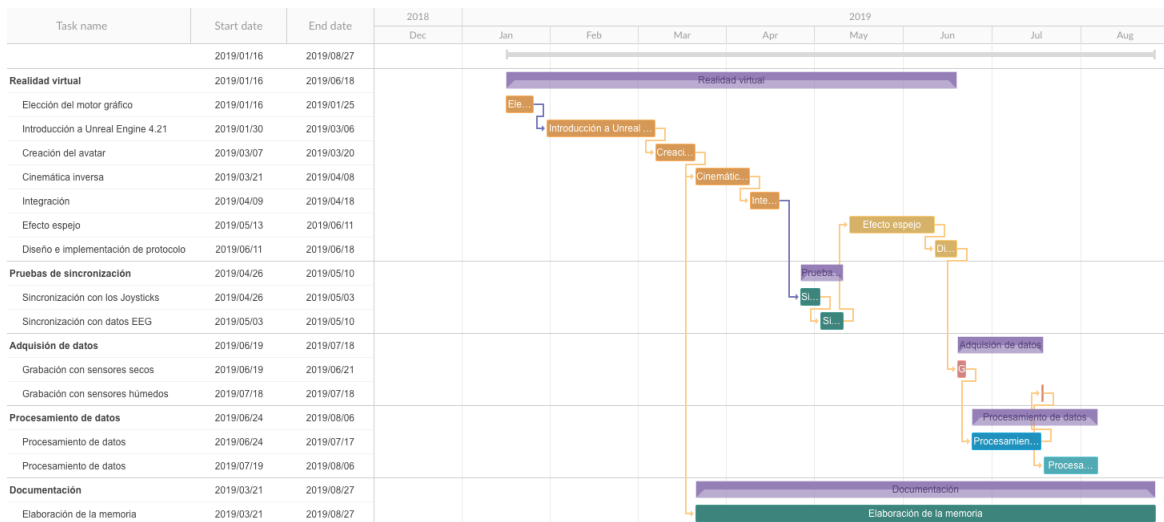 Task name Start date End date 2018 2019
Dec Jan Feb Mar Apr May Jun Jul Aug
2019/01/16 2019/08/27
Realidad virtual 2019/01/16 2019/06/18 Realidad virtual
Elección del motor gráfico 2019/01/16 2019/01/25 Ele...
Introducción a Unreal Engine 4.21 2019/01/30 2019/03/06 Introducción a Unreal ...
Creación del avatar 2019/03/07 2019/03/20 Creaci...
Cinemática inversa 2019/03/21 2019/04/08 Cinemátic...
Integración 2019/04/09 2019/04/18 Inte...
Efecto espejo 2019/05/13 2019/06/11 Efecto espejo
Diseño e implementación de protocolo 2019/06/11 2019/06/18 Di...
Pruebas de sincronización 2019/04/26 2019/05/10 Prueba...
Sincronización con los Joysticks 2019/04/26 2019/05/03 Si...
Sincronización con datos EEG 2019/05/03 2019/05/10 Si...
Adquisión de datos 2019/06/19 2019/07/18 Adquisión de datos
Grabación con sensores secos 2019/06/19 2019/06/21 G
Grabación con sensores húmedos 2019/07/18 2019/07/18
Procesamiento de datos 2019/06/24 2019/08/06 Procesamiento de datos
Procesamiento de datos 2019/06/24 2019/07/17 Procesamien...
Procesamiento de datos 2019/07/19 2019/08/06 Procesa...
Documentación 2019/03/21 2019/08/27 Documentación
Elaboración de la memoria 2019/03/21 2019/08/27 Elaboración de la memoria